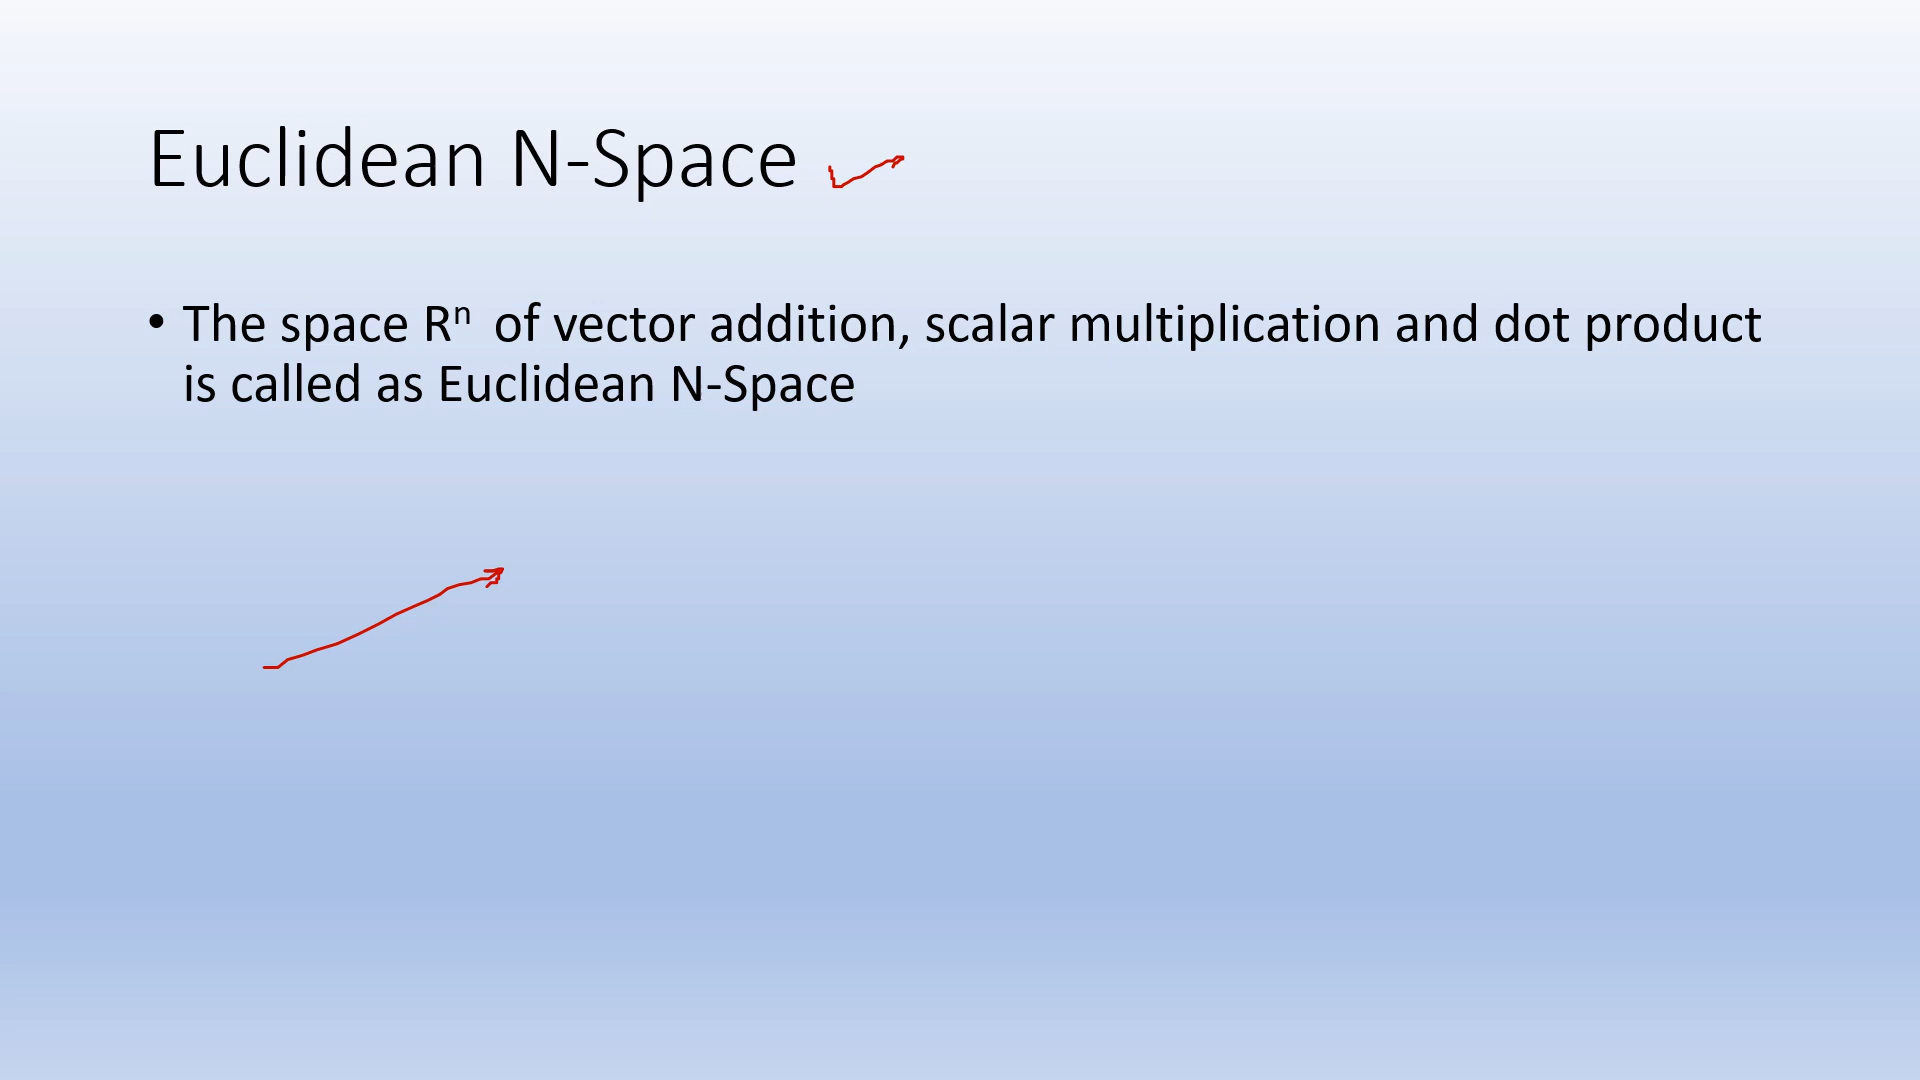 Euclidean N-Space
• The space Rⁿ of vector addition, scalar multiplication and dot product
is called as Euclidean N-Space